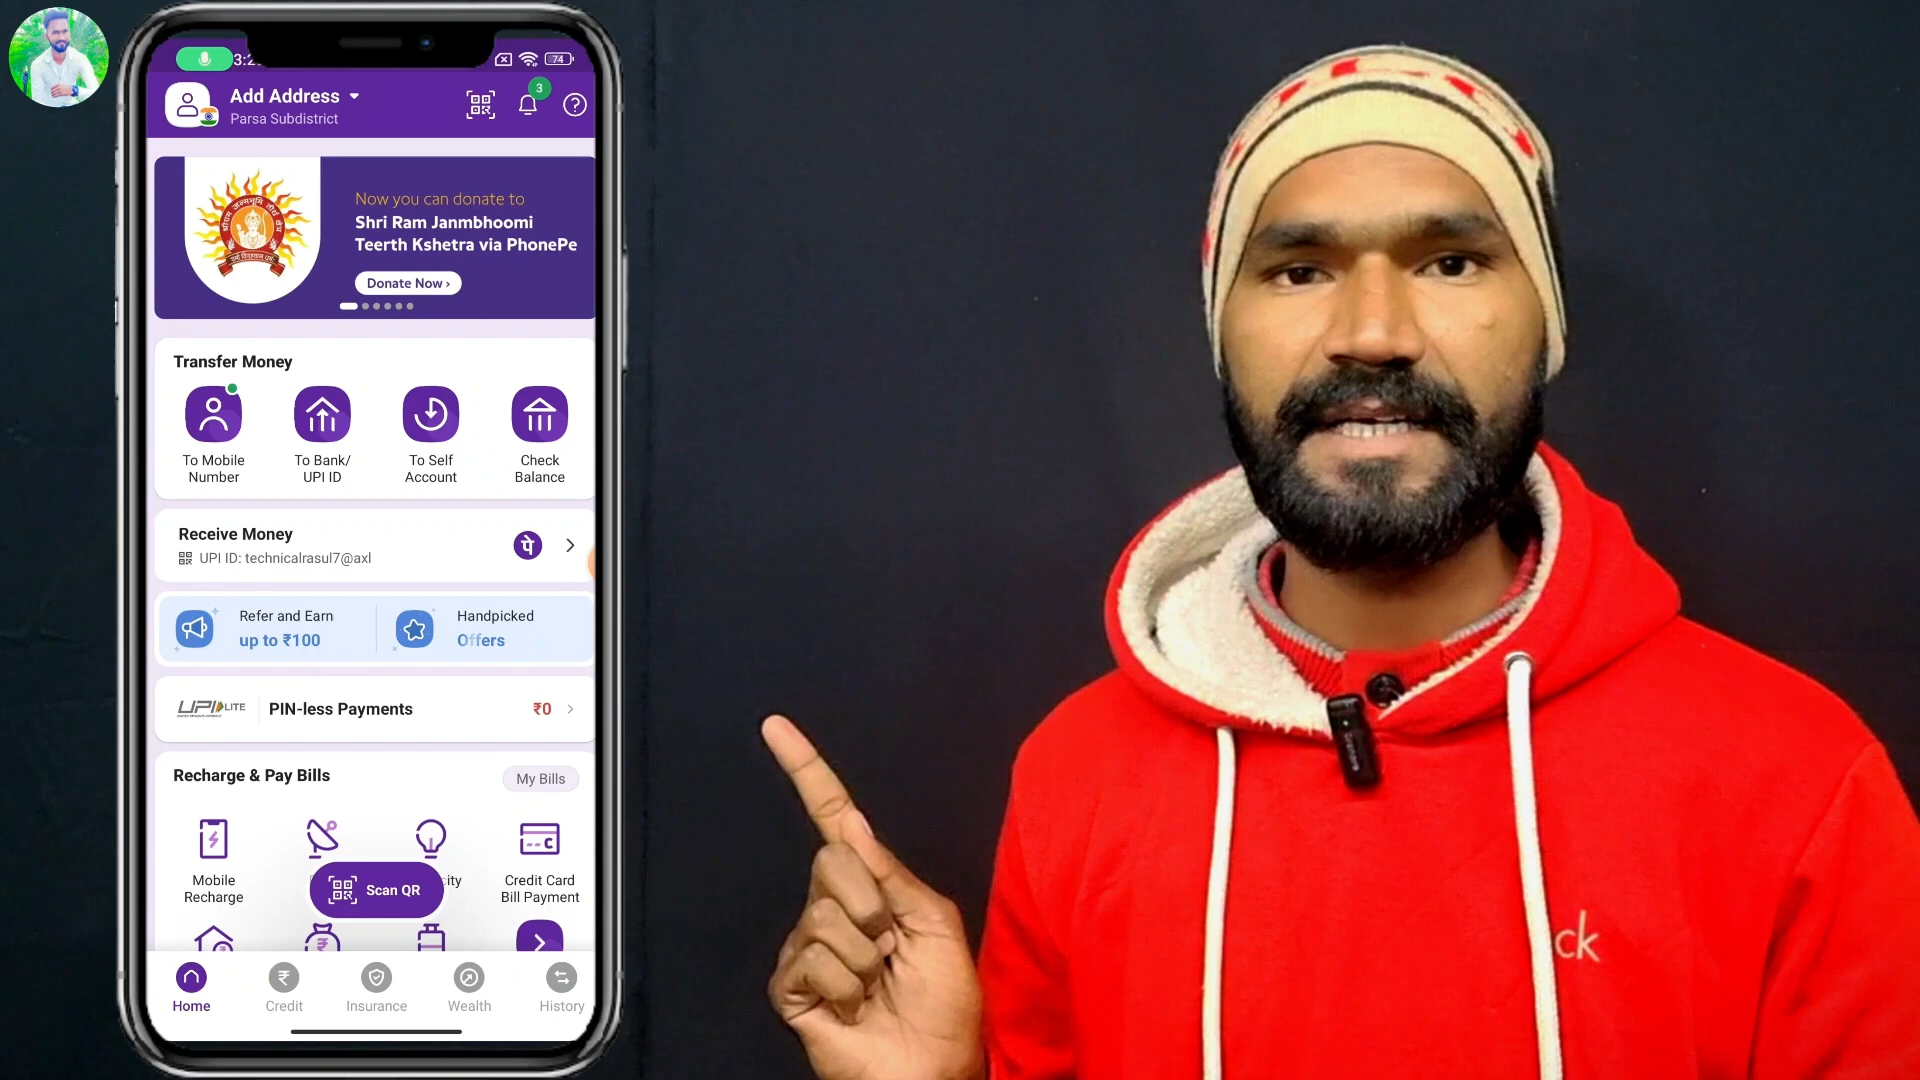 3:2
74
Add Address
3
Parsa Subdistrict
Now you can donate to
Shri Ram Janmbhoomi
Teerth Kshetra via PhonePe
Donate Now ›
Transfer Money
To Mobile
Number
To Bank/
UPI ID
To Self
Account
Check
Balance
Receive Money
UPI ID: technicalrasul7@axl
पे
Refer and Earn
up to ₹100
Handpicked
Offers
UPI LITE
PIN-less Payments
₹0
Recharge & Pay Bills
My Bills
Mobile
Recharge
city
Credit Card
Bill Payment
Scan QR
Home
Credit
Insurance
Wealth
History
ck